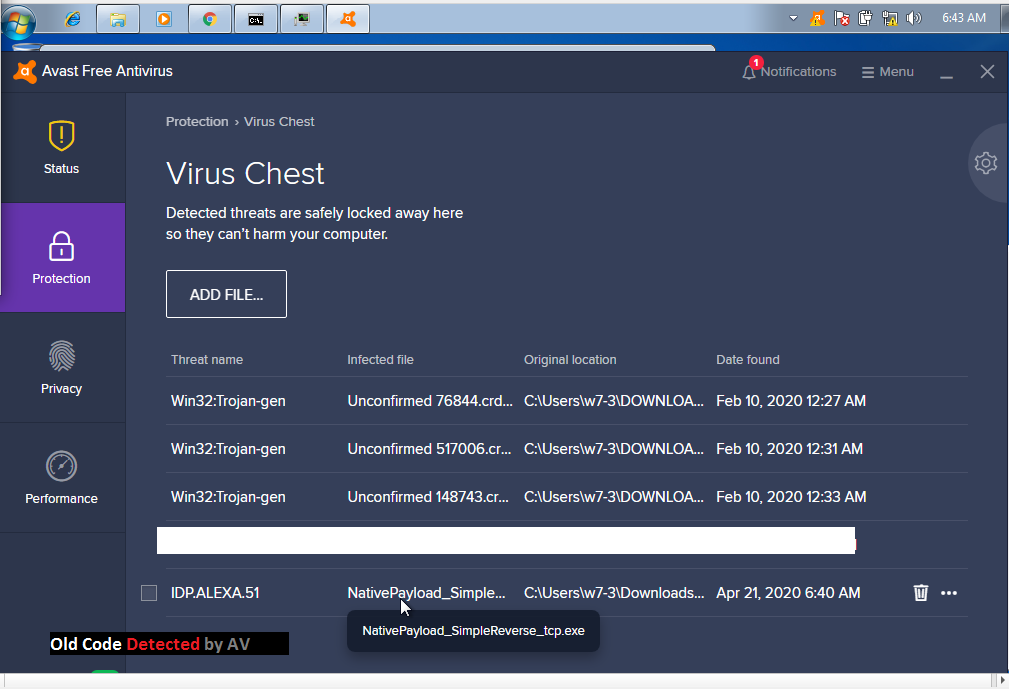 C:\.
6:43 AM
Avast Free Antivirus
1
Notifications
Menu
Status
Protection
Privacy
Performance
Protection › Virus Chest
Virus Chest
Detected threats are safely locked away here
so they can't harm your computer.
ADD FILE...
Threat name Infected file Original location Date found
Win32:Trojan-gen Unconfirmed 76844.crd... C:\Users\w7-3\DOWNLOA... Feb 10, 2020 12:27 AM
Win32:Trojan-gen Unconfirmed 517006.cr... C:\Users\w7-3\DOWNLOA... Feb 10, 2020 12:31 AM
Win32:Trojan-gen Unconfirmed 148743.cr... C:\Users\w7-3\DOWNLOA... Feb 10, 2020 12:33 AM
IDP.ALEXA.51 NativePayload_Simple... C:\Users\w7-3\Downloads... Apr 21, 2020 6:40 AM
NativePayload_SimpleReverse_tcp.exe
Old Code Detected by AV